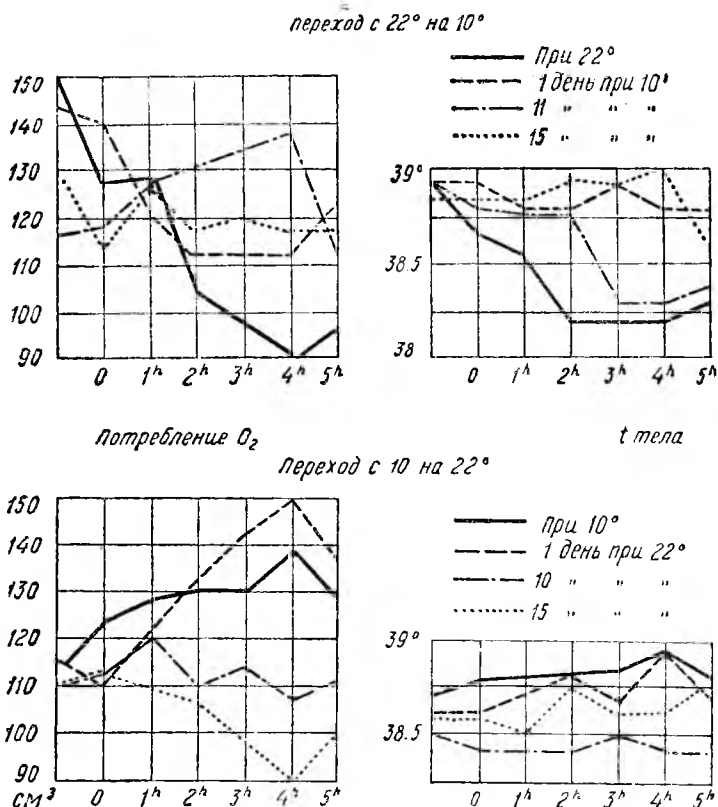 переход с 22° на 10°
При 22°
1 день при 10°
11 " " "
15 " " "
150
140
130
120
110
100
90
0 1ʰ 2ʰ 3ʰ 4ʰ 5ʰ
39°
38.5
38
0 1ʰ 2ʰ 3ʰ 4ʰ 5ʰ
Потребление O₂
t тела
Переход с 10 на 22°
При 10°
1 день при 22°
10 " " "
15 " " "
150
140
130
120
110
100
90
см³ 0 1ʰ 2ʰ 3ʰ 4ʰ 5ʰ
39°
38.5
0 1ʰ 2ʰ 3ʰ 4ʰ 5ʰ